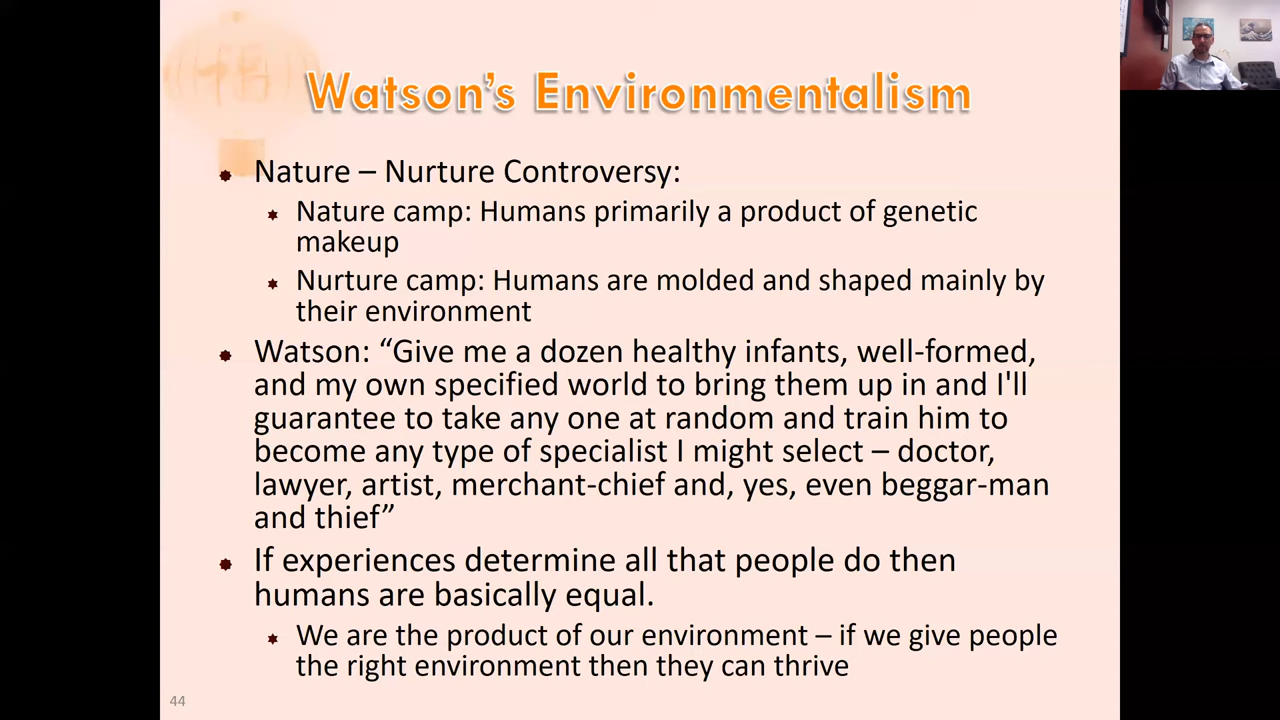 Watson's Environmentalism
Nature – Nurture Controversy:
Nature camp: Humans primarily a product of genetic
makeup
Nurture camp: Humans are molded and shaped mainly by
their environment
Watson: “Give me a dozen healthy infants, well-formed,
and my own specified world to bring them up in and I'll
guarantee to take any one at random and train him to
become any type of specialist I might select – doctor,
lawyer, artist, merchant-chief and, yes, even beggar-man
and thief”
If experiences determine all that people do then
humans are basically equal.
We are the product of our environment – if we give people
the right environment then they can thrive
44